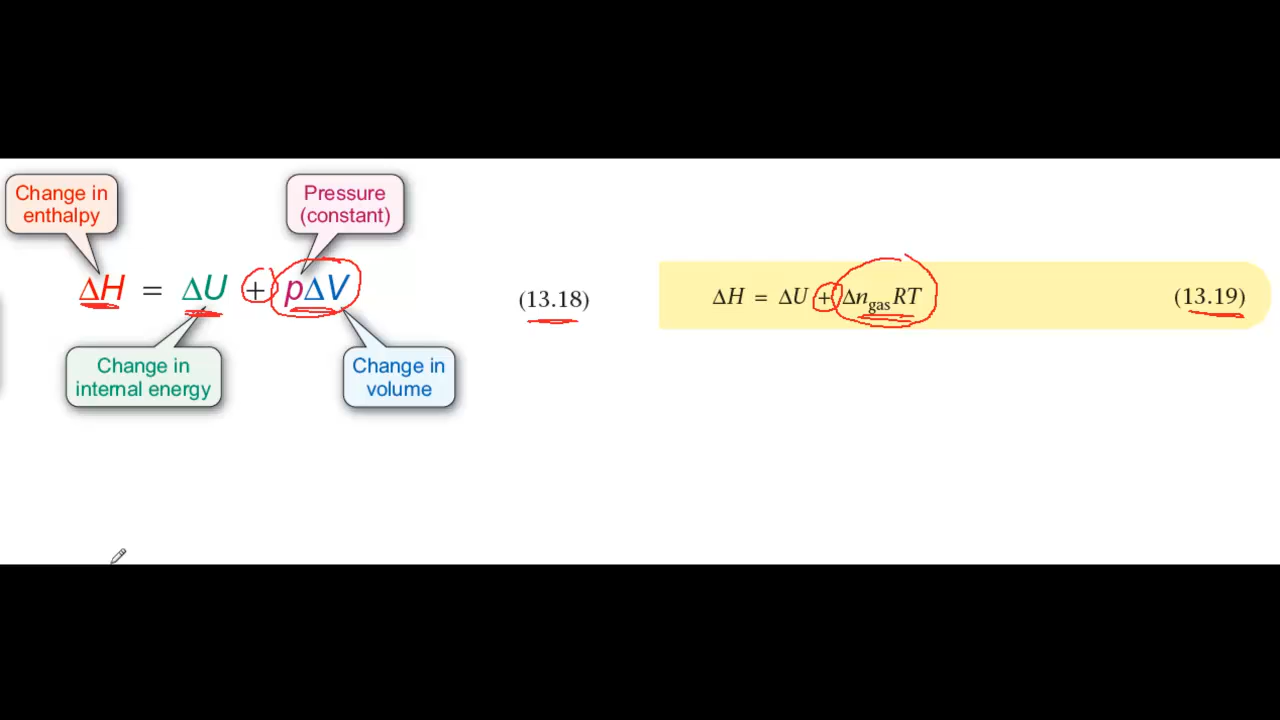 Change in
enthalpy
Pressure
(constant)
ΔH = ΔU + pΔV
(13.18)
Change in
internal energy
Change in
volume
ΔH = ΔU + Δn_gas RT
(13.19)